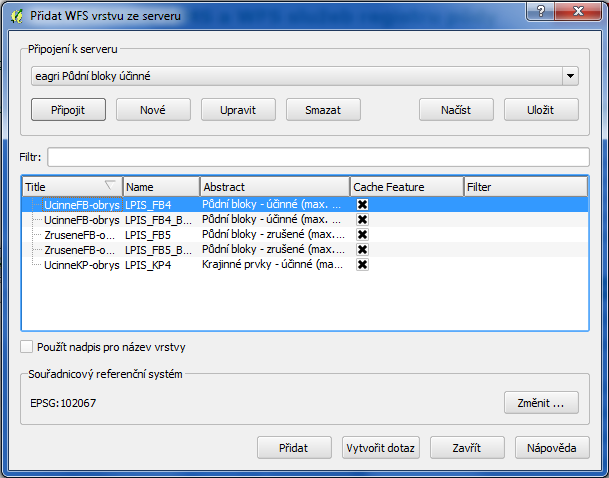 Přidat WFS vrstvu ze serveru
Připojení k serveru
eagri Půdní bloky účinné
Připojit Nové Upravit Smazat Načíst Uložit
Filtr:
Title Name Abstract Cache Feature Filter
UcinneFB-obrys LPIS_FB4 Půdní bloky - účinné (max. ...
UcinneFB-obrys LPIS_FB4_B... Půdní bloky - účinné (max. ...
ZruseneFB-o... LPIS_FB5 Půdní bloky - zrušené (max....
ZruseneFB-o... LPIS_FB5_B... Půdní bloky - zrušené (max....
UcinneKP-obrys LPIS_KP4 Krajinné prvky - účinné (ma...
Použít nadpis pro název vrstvy
Souřadnicový referenční systém
EPSG:102067 Změnit ...
Přidat Vytvořit dotaz Zavřít Nápověda